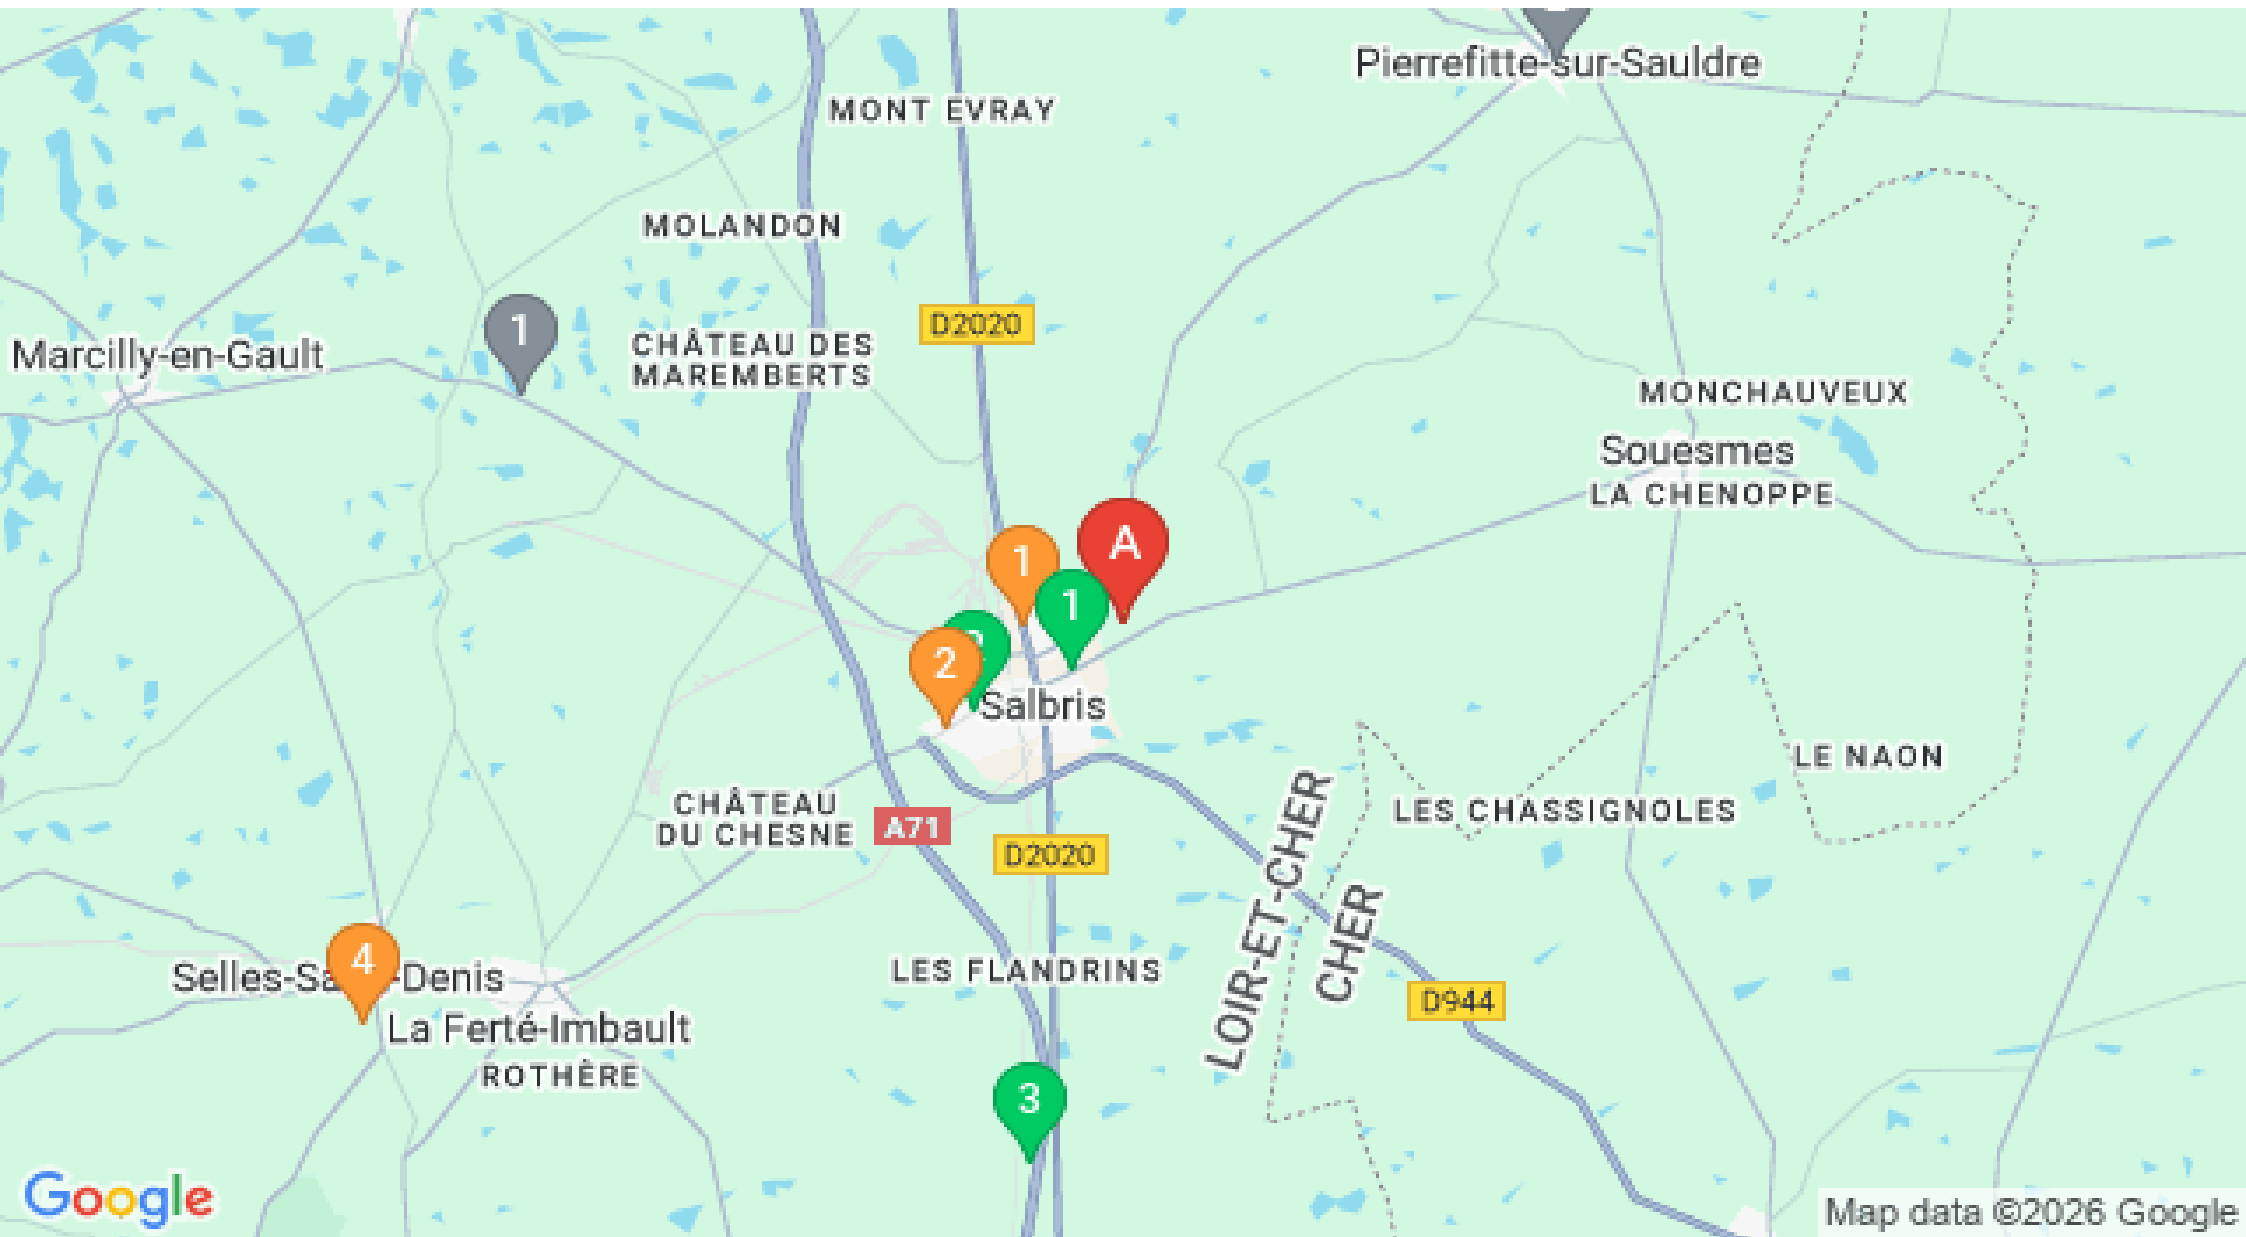 Pierrefitte-sur-Sauldre
MONT EVRAY
MOLANDON
D2020
1
Marcilly-en-Gault
CHÂTEAU DES
MAREMBERTS
MONCHAUVEUX
Souesmes
LA CHENOPPE
A
1
1
2
Salbris
LE NAON
CHÂTEAU
DU CHESNE
A71
LES CHASSIGNOLES
D2020
LOIR-ET-CHER
CHER
4
LES FLANDRINS
Selles-Sa
-Denis
D944
La Ferté-Imbault
ROTHÈRE
3
Google
Map data ©2026 Google